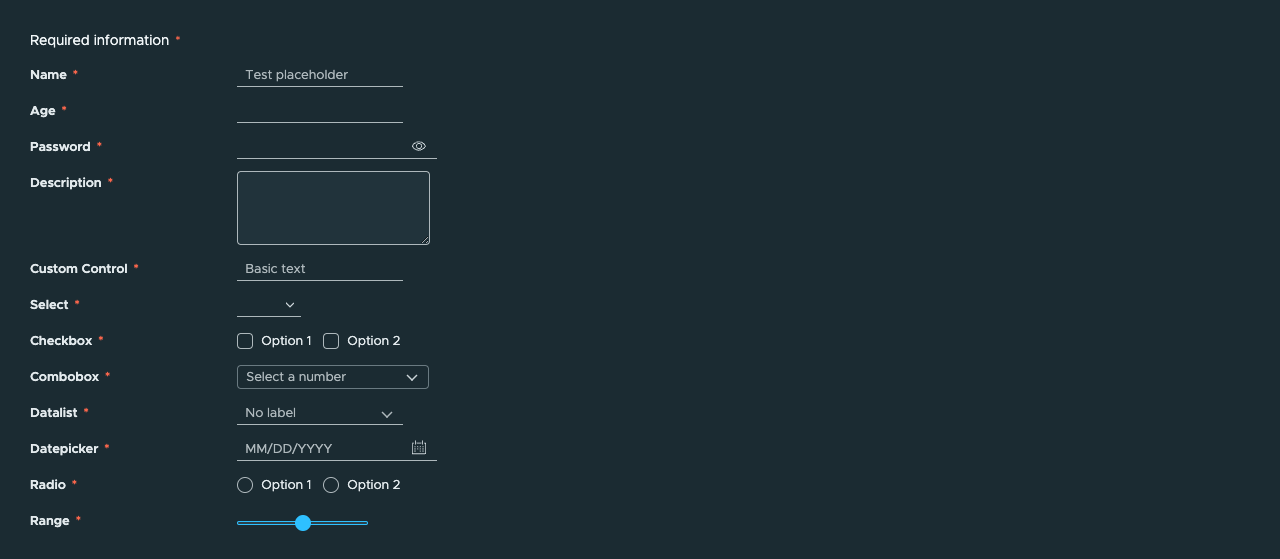 Required information *
Name * Test placeholder
Age *
Password *
Description *
Custom Control * Basic text
Select *
Checkbox * Option 1 Option 2
Combobox * Select a number
Datalist * No label
Datepicker * MM/DD/YYYY
Radio * Option 1 Option 2
Range *